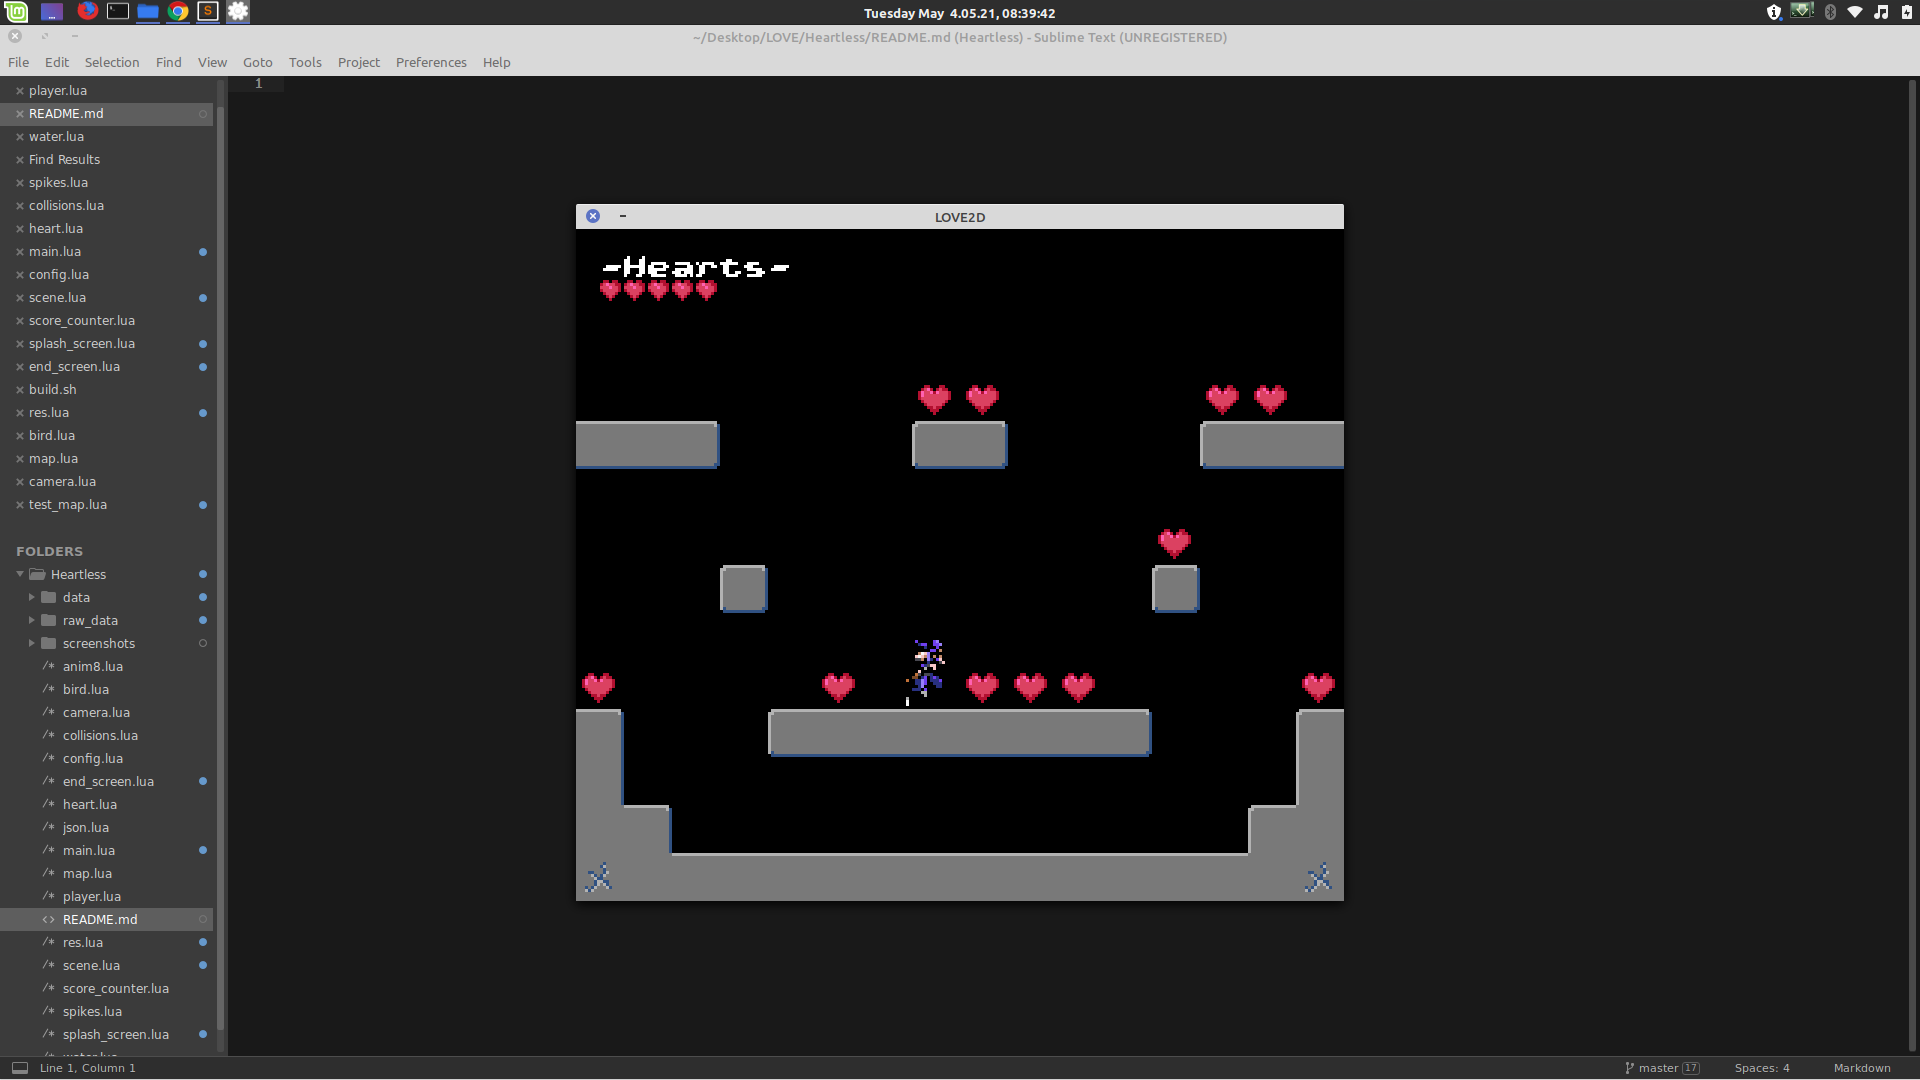 Tuesday May  4.05.21, 08:39:42
~/Desktop/LOVE/Heartless/README.md (Heartless) - Sublime Text (UNREGISTERED)
File Edit Selection Find View Goto Tools Project Preferences Help
player.lua
README.md
water.lua
Find Results
spikes.lua
collisions.lua
heart.lua
main.lua
config.lua
scene.lua
score_counter.lua
splash_screen.lua
end_screen.lua
build.sh
res.lua
bird.lua
map.lua
camera.lua
test_map.lua
FOLDERS
Heartless
data
raw_data
screenshots
/* anim8.lua
/* bird.lua
/* camera.lua
/* collisions.lua
/* config.lua
/* end_screen.lua
/* heart.lua
/* json.lua
/* main.lua
/* map.lua
/* player.lua
<> README.md
/* res.lua
/* scene.lua
/* score_counter.lua
/* spikes.lua
/* splash_screen.lua
1
LOVE2D
-Hearts-
Line 1, Column 1
master 17
Spaces: 4
Markdown